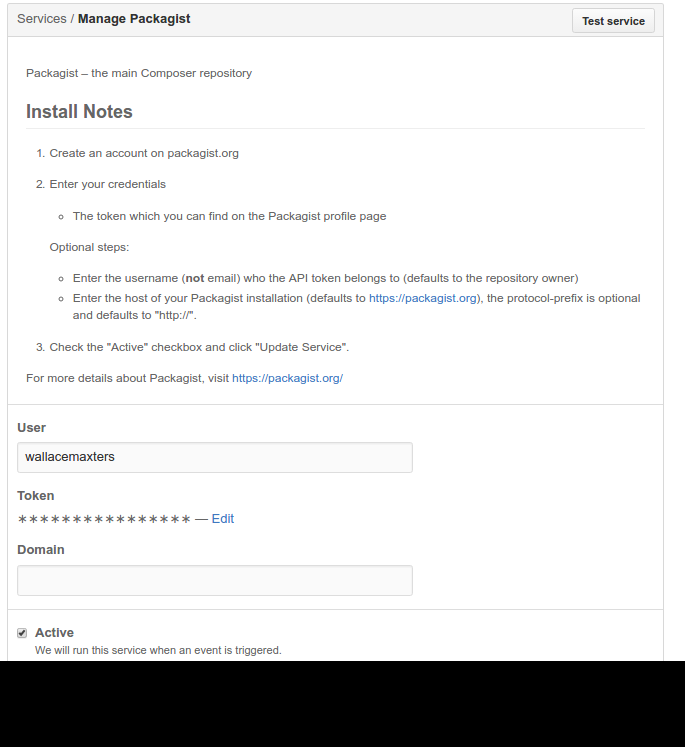 Services / Manage Packagist
Test service
Packagist – the main Composer repository
Install Notes
1. Create an account on packagist.org
2. Enter your credentials
The token which you can find on the Packagist profile page
Optional steps:
Enter the username (not email) who the API token belongs to (defaults to the repository owner)
Enter the host of your Packagist installation (defaults to https://packagist.org), the protocol-prefix is optional
and defaults to "http://".
3. Check the "Active" checkbox and click "Update Service".
For more details about Packagist, visit https://packagist.org/
User
wallacemaxters
Token
∗∗∗∗∗∗∗∗∗∗∗∗∗∗∗∗ — Edit
Domain
Active
We will run this service when an event is triggered.